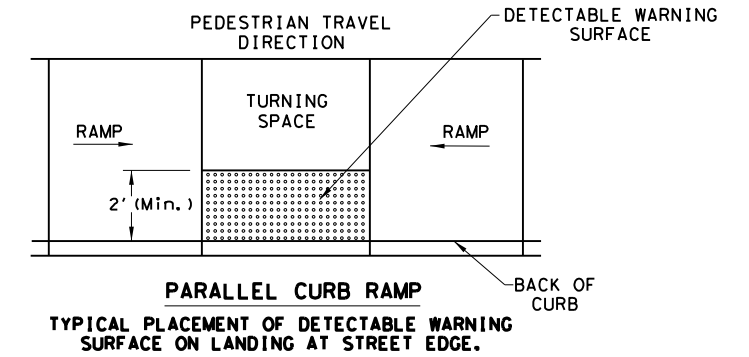 PEDESTRIAN TRAVEL
DIRECTION
DETECTABLE WARNING
SURFACE
TURNING
SPACE
RAMP
RAMP
2' (Min.)
BACK OF
CURB
PARALLEL CURB RAMP
TYPICAL PLACEMENT OF DETECTABLE WARNING
SURFACE ON LANDING AT STREET EDGE.